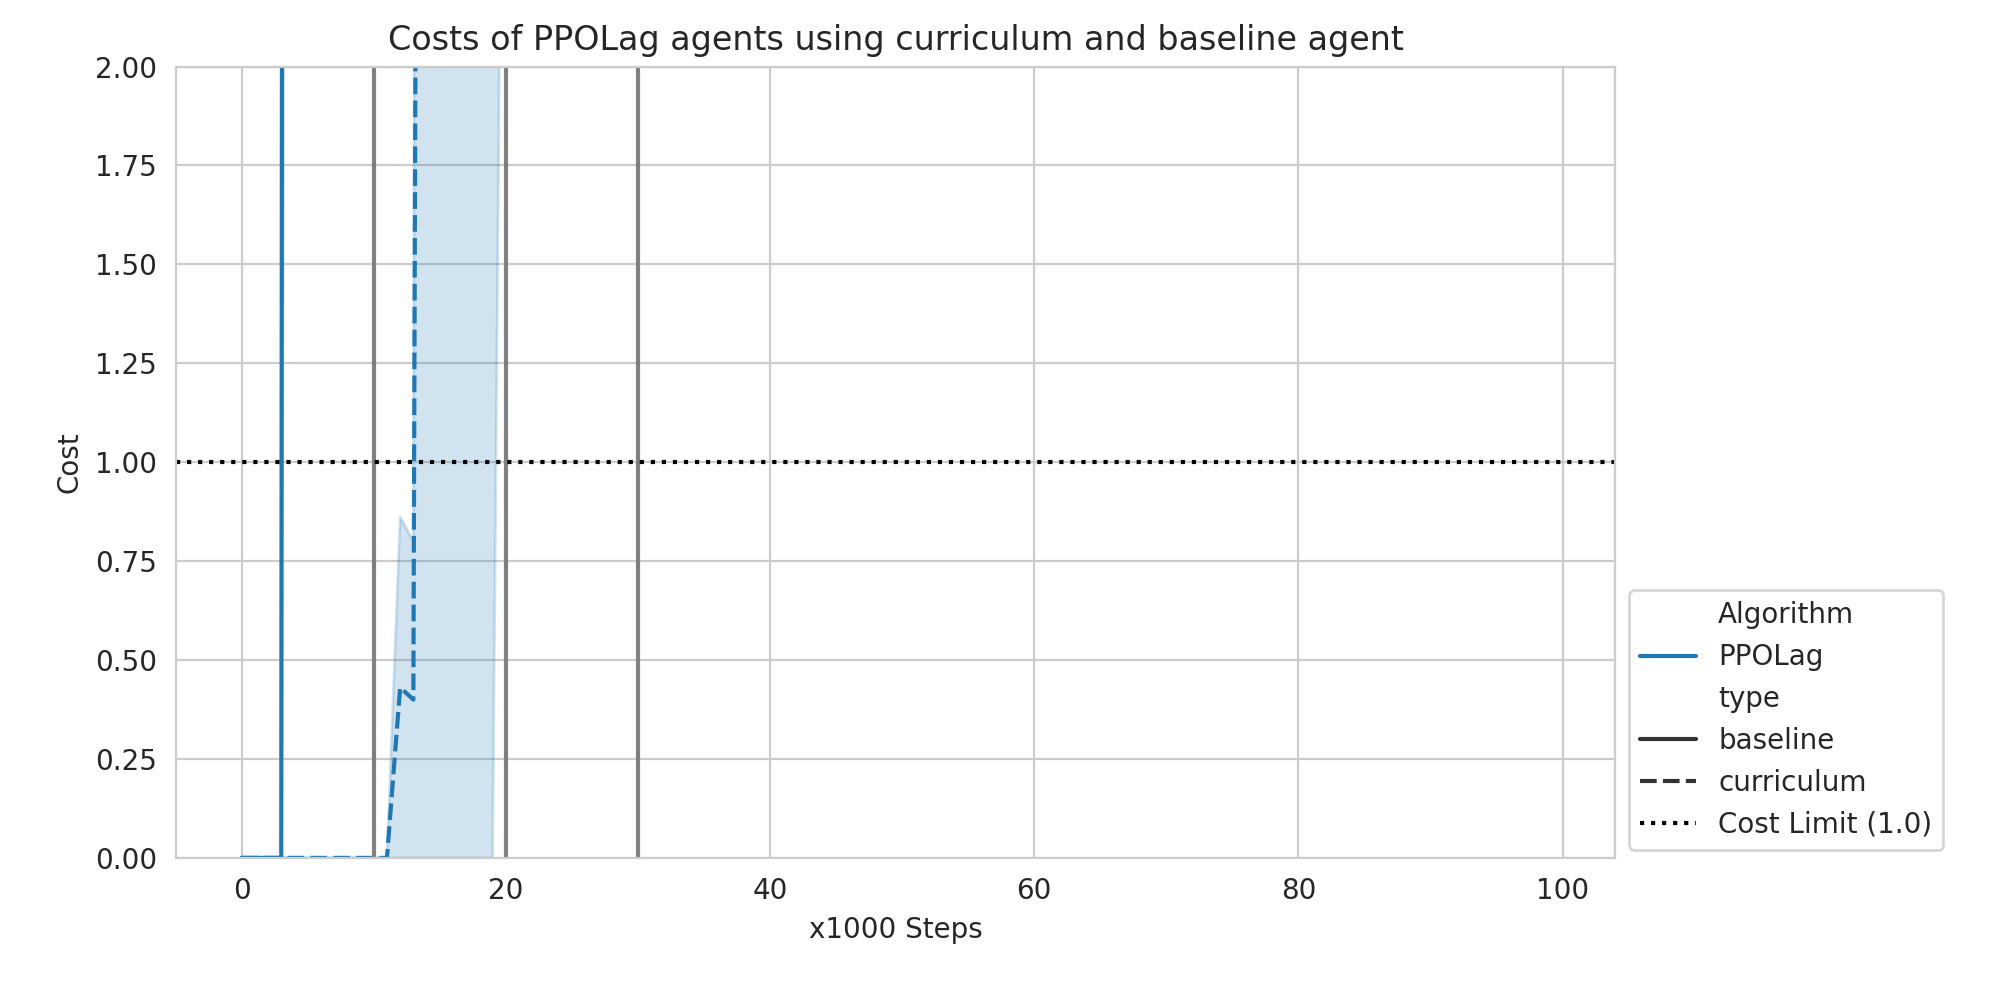 Costs of PPOLag agents using curriculum and baseline agent
2.00
1.75
1.50
1.25
1.00
0.75
0.50
0.25
0.00
Cost
0 20 40 60 80 100
x1000 Steps
Algorithm
PPOLag
type
baseline
curriculum
Cost Limit (1.0)